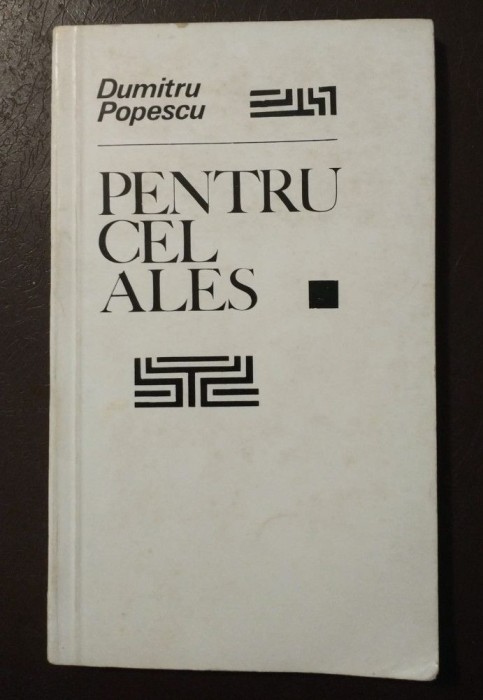 Dumitru
Popescu
PENTRU
CEL
ALES